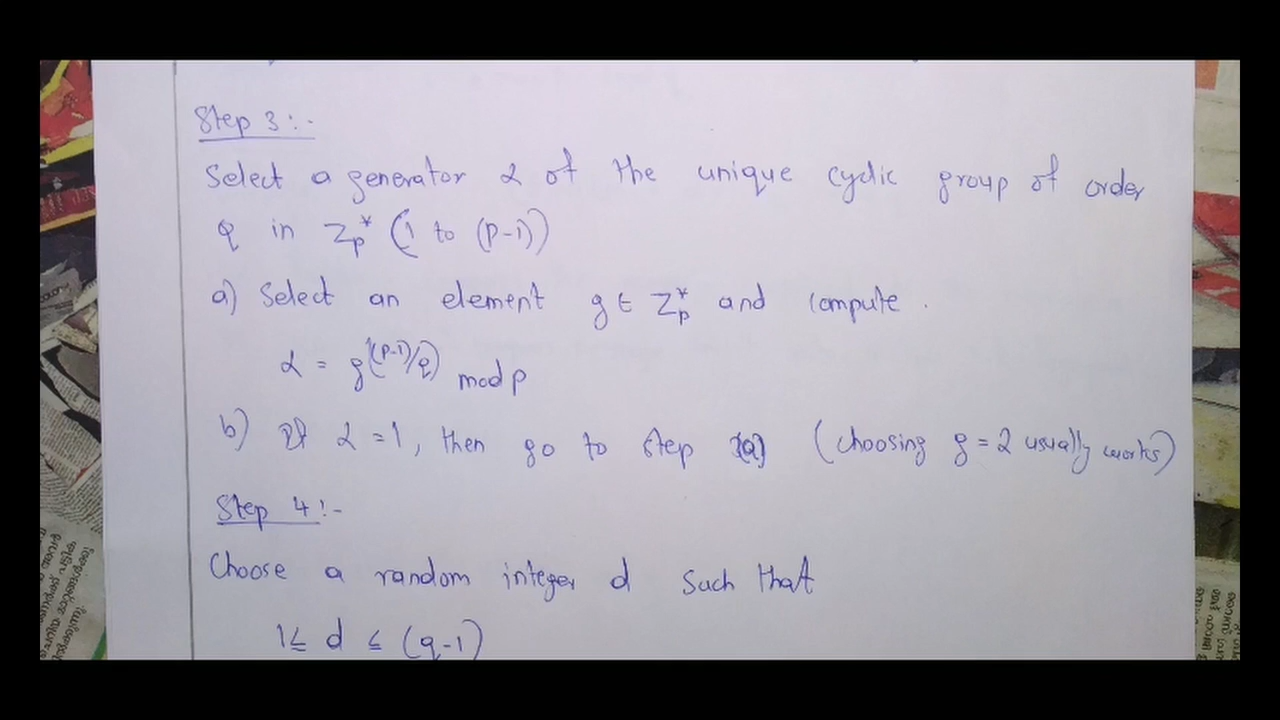 Step 3 :-
Select a generator α of the unique cyclic group of order
q in Zp* (1 to (p-1))
a) Select an element g ∈ Zp* and compute.
α = g^((p-1)/q) mod p
b) If α = 1, then go to step (a) (choosing g = 2 usually works)
Step 4 :-
Choose a random integer d such that
1 ≤ d ≤ (q-1)